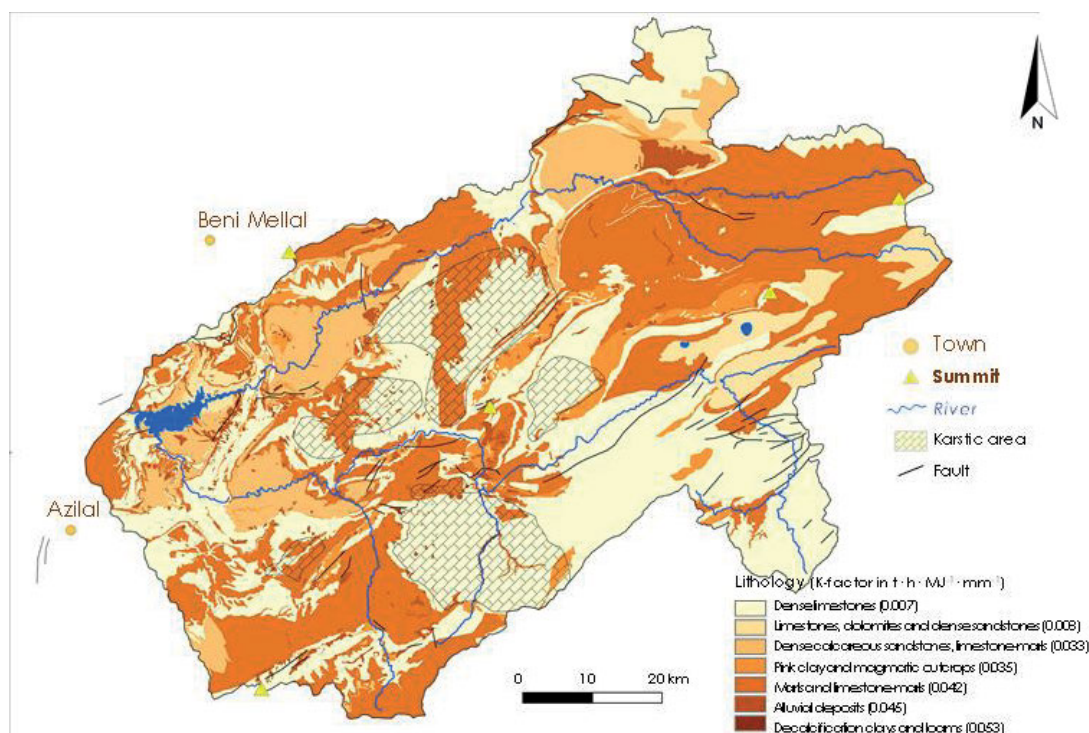 N
Beni Mellal
Azilal
Town
Summit
River
Karstic area
Fault
Lithology (K-factor in t · h · MJ⁻¹ · mm⁻¹)
Dense limestones (0.007)
Limestones, dolomites and dense sandstones (0.008)
Dense calcareous sandstones, limestone-marls (0.033)
Pink clay and magmatic outcrops (0.035)
Marls and limestone-marls (0.042)
Alluvial deposits (0.045)
Decalcification clays and loams (0.053)
0 10 20 km